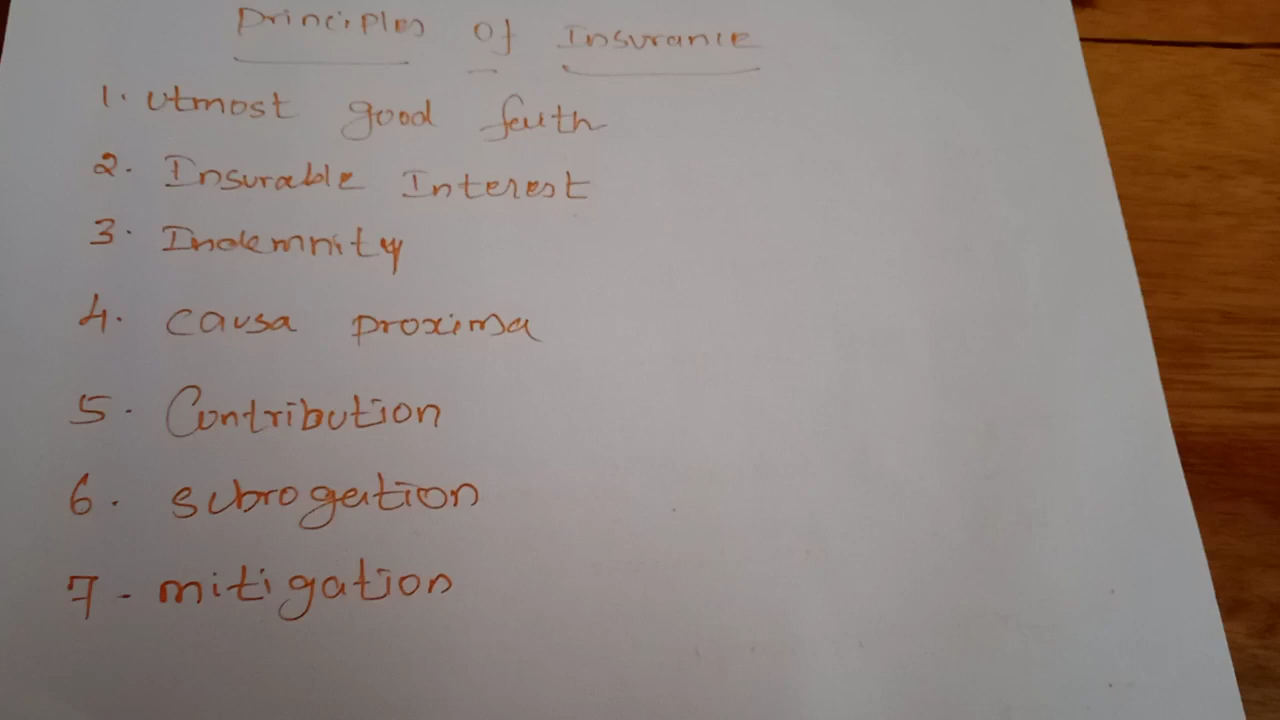 Principles of Insurance
1. Utmost good faith
2. Insurable Interest
3. Indemnity
4. causa proxima
5. Contribution
6. subrogation
7 - mitigation